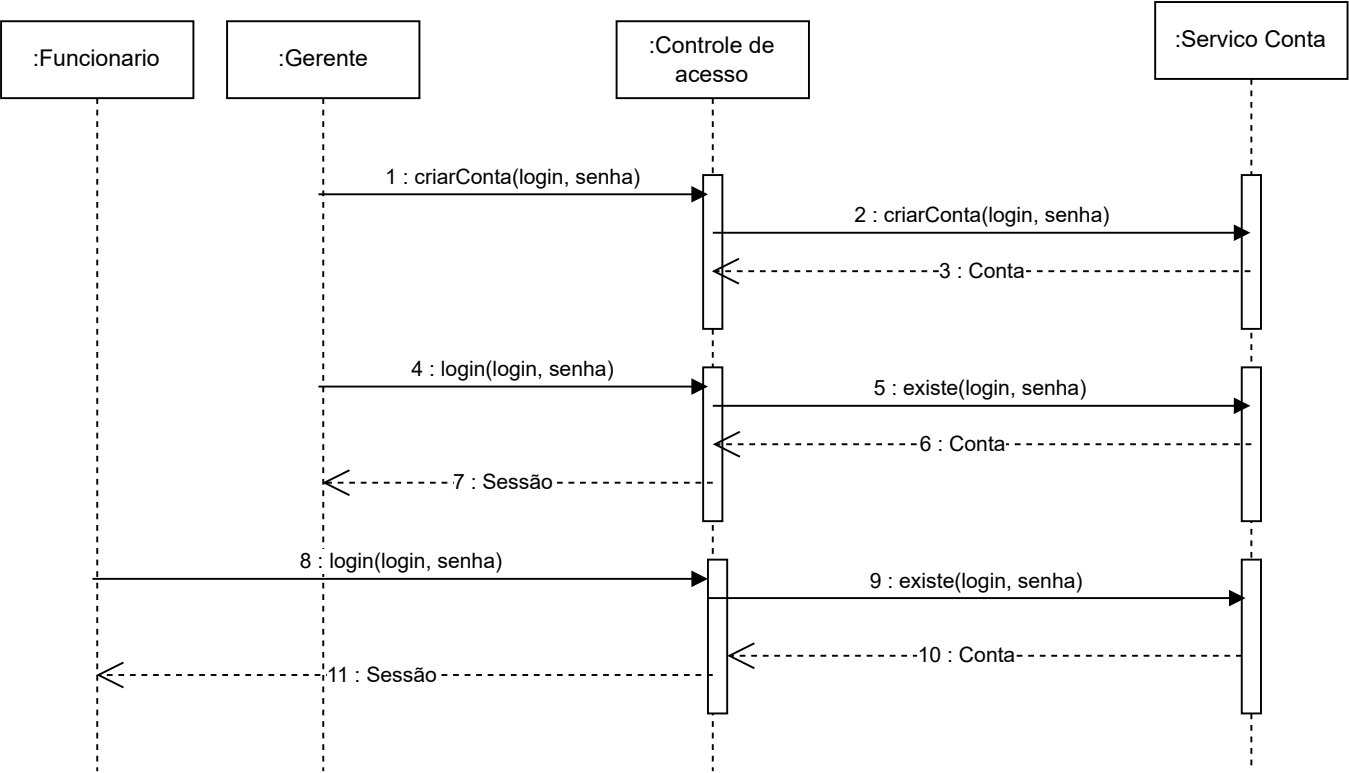 :Funcionario
:Gerente
:Controle de
acesso
:Servico Conta
1 : criarConta(login, senha)
2 : criarConta(login, senha)
3 : Conta
4 : login(login, senha)
5 : existe(login, senha)
6 : Conta
7 : Sessão
8 : login(login, senha)
9 : existe(login, senha)
10 : Conta
11 : Sessão